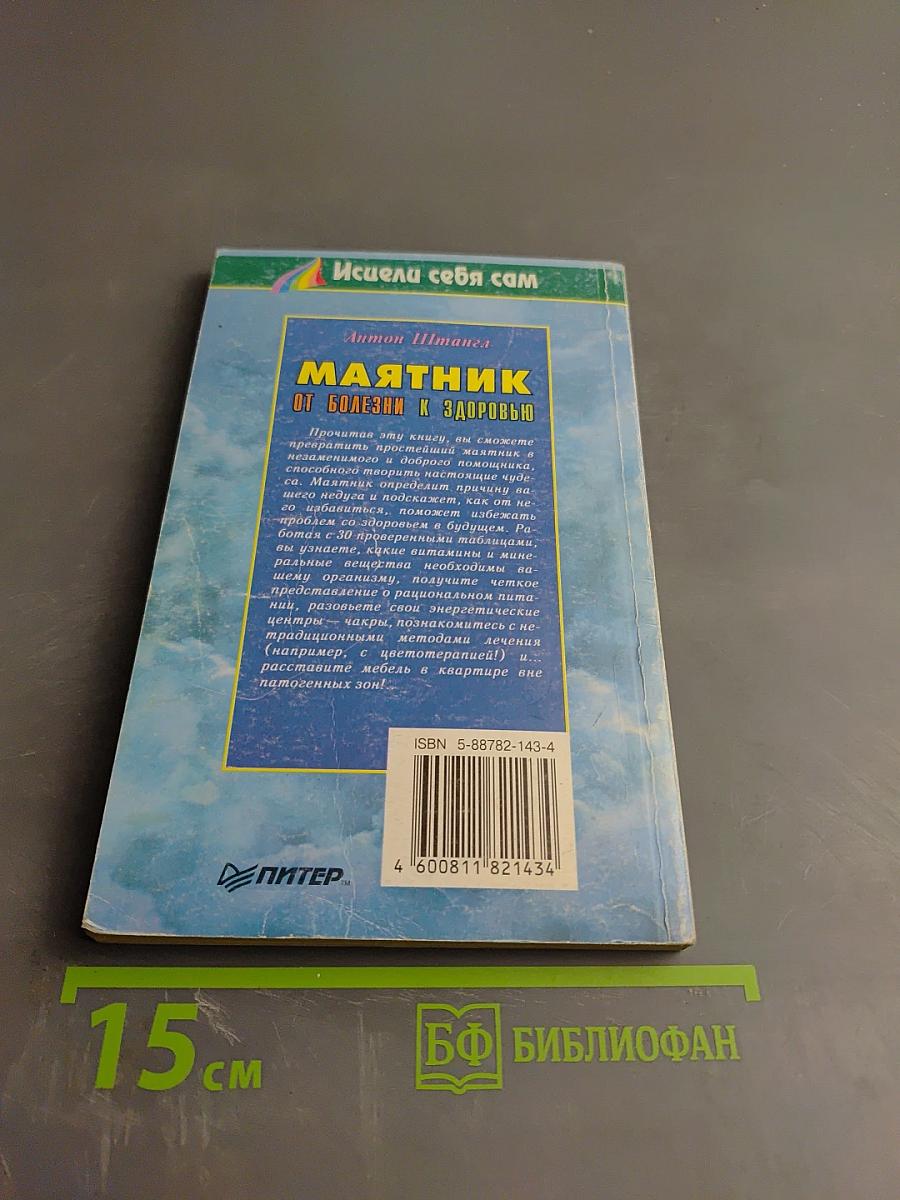 Исцели себя сам
Антон Штангл
МАЯТНИК
ОТ БОЛЕЗНИ К ЗДОРОВЬЮ
Прочитав эту книгу, вы сможете
превратить простейший маятник в
незаменимого и доброго помощника,
способного творить настоящие чуде-
са. Маятник определит причину ва-
шего недуга и подскажет, как от не-
го избавиться, поможет избежать
проблем со здоровьем в будущем. Ра-
ботая с 30 проверенными таблицами,
вы узнаете, какие витамины и мине-
ральные вещества необходимы ва-
шему организму, получите четкое
представление о рациональном пита-
нии, разовьете свои энергетические
центры — чакры, познакомитесь с не-
традиционными методами лечения
(например, с цветотерапией!) и...
расставите мебель в квартире вне
патогенных зон!
ISBN 5-88782-143-4
4 600811 821434
ПИТЕР™
15 см
БФ БИБЛИОФАН